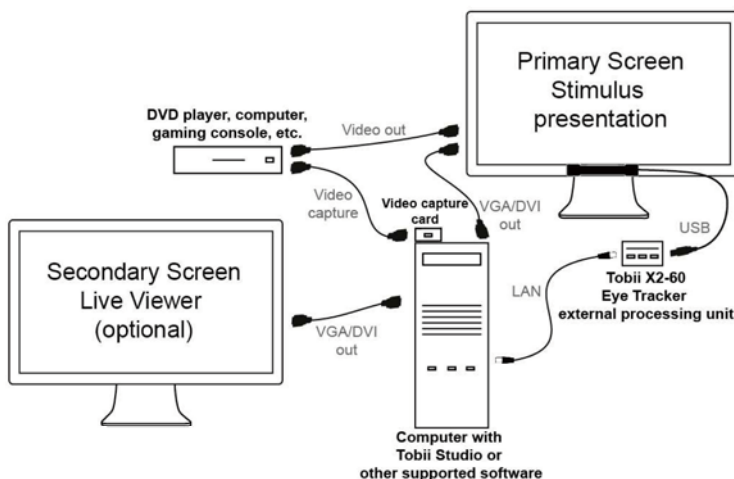 Primary Screen
Stimulus
presentation
DVD player, computer,
gaming console, etc.
Video out
Video
capture
Video capture
card
VGA/DVI
out
USB
Secondary Screen
Live Viewer
(optional)
VGA/DVI
out
LAN
Tobii X2-60
Eye Tracker
external processing unit
Computer with
Tobii Studio or
other supported software